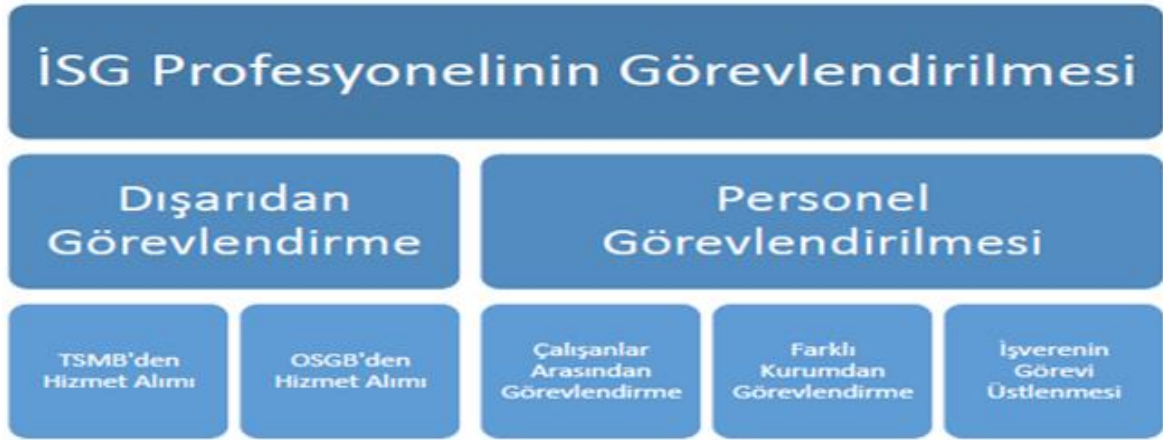 İSG Profesyonelinin Görevlendirilmesi
Dışarıdan
Görevlendirme
Personel
Görevlendirilmesi
TSMB'den
Hizmet Alımı
OSGB'den
Hizmet Alımı
Çalışanlar
Arasından
Görevlendirme
Farklı
Kurumdan
Görevlendirme
İşverenin
Görevi
Üstlenmesi